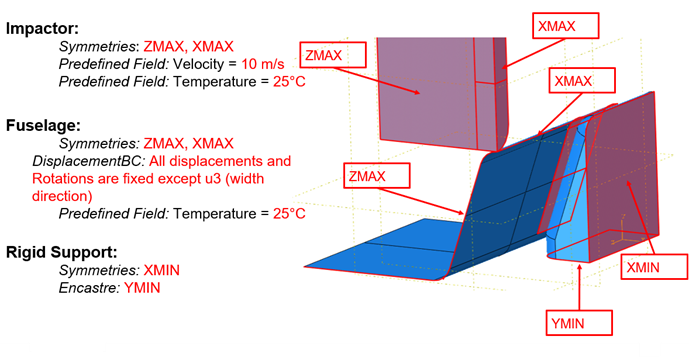 Impactor:
Symmetries: ZMAX, XMAX
Predefined Field: Velocity = 10 m/s
Predefined Field: Temperature = 25°C
Fuselage:
Symmetries: ZMAX, XMAX
DisplacementBC: All displacements and
Rotations are fixed except u3 (width
direction)
Predefined Field: Temperature = 25°C
Rigid Support:
Symmetries: XMIN
Encastre: YMIN
XMAX
ZMAX
XMAX
ZMAX
XMIN
YMIN